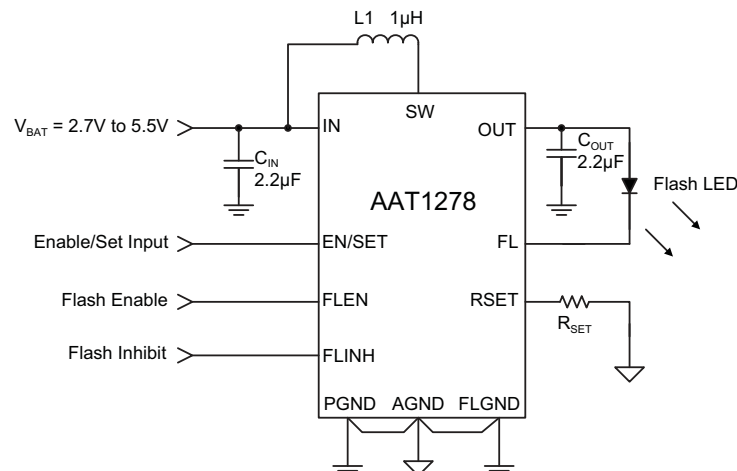 L1 1µH
V_BAT = 2.7V to 5.5V
IN
SW
OUT
C_IN
2.2µF
C_OUT
2.2µF
Flash LED
AAT1278
Enable/Set Input
EN/SET
FL
Flash Enable
FLEN
RSET
R_SET
Flash Inhibit
FLINH
PGND AGND FLGND